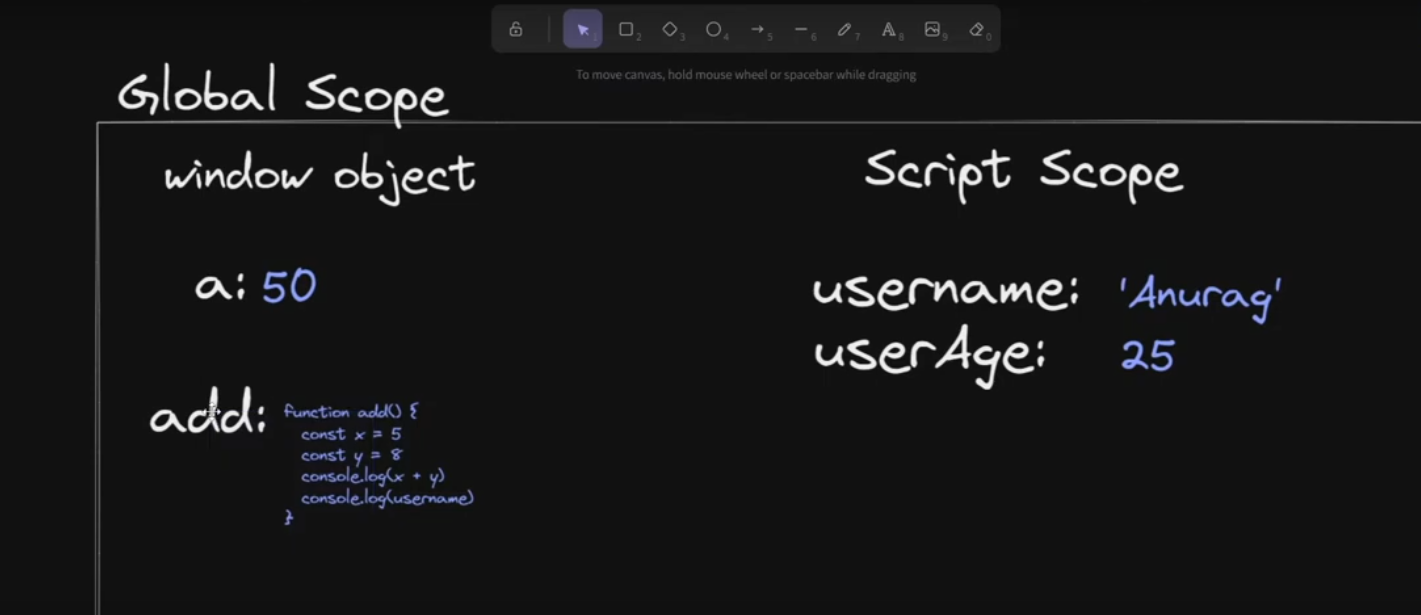 1 2 3 4 5 6 7 8 9 0
To move canvas, hold mouse wheel or spacebar while dragging
Global Scope
window object
a: 50
add: function add() {
const x = 5
const y = 8
console.log(x + y)
console.log(username)
}
Script Scope
username: 'Anurag'
userAge: 25